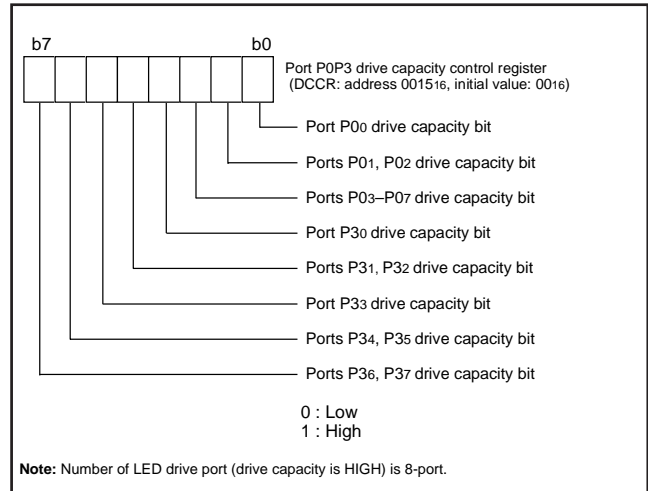 b7 b0
Port P0P3 drive capacity control register
(DCCR: address 001516, initial value: 0016)
Port P00 drive capacity bit
Ports P01, P02 drive capacity bit
Ports P03–P07 drive capacity bit
Port P30 drive capacity bit
Ports P31, P32 drive capacity bit
Port P33 drive capacity bit
Ports P34, P35 drive capacity bit
Ports P36, P37 drive capacity bit
0 : Low
1 : High
Note: Number of LED drive port (drive capacity is HIGH) is 8-port.